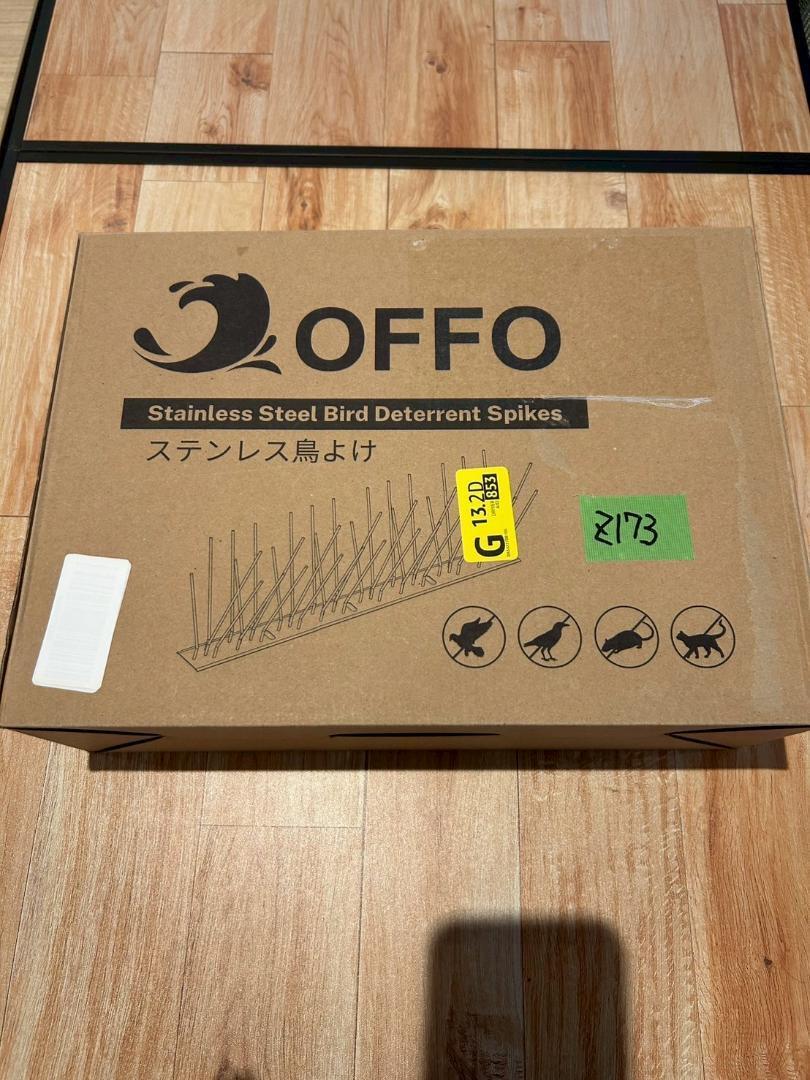 OFFO
Stainless Steel Bird Deterrent Spikes
ステンレス鳥よけ
G
13.2D
853
Z173